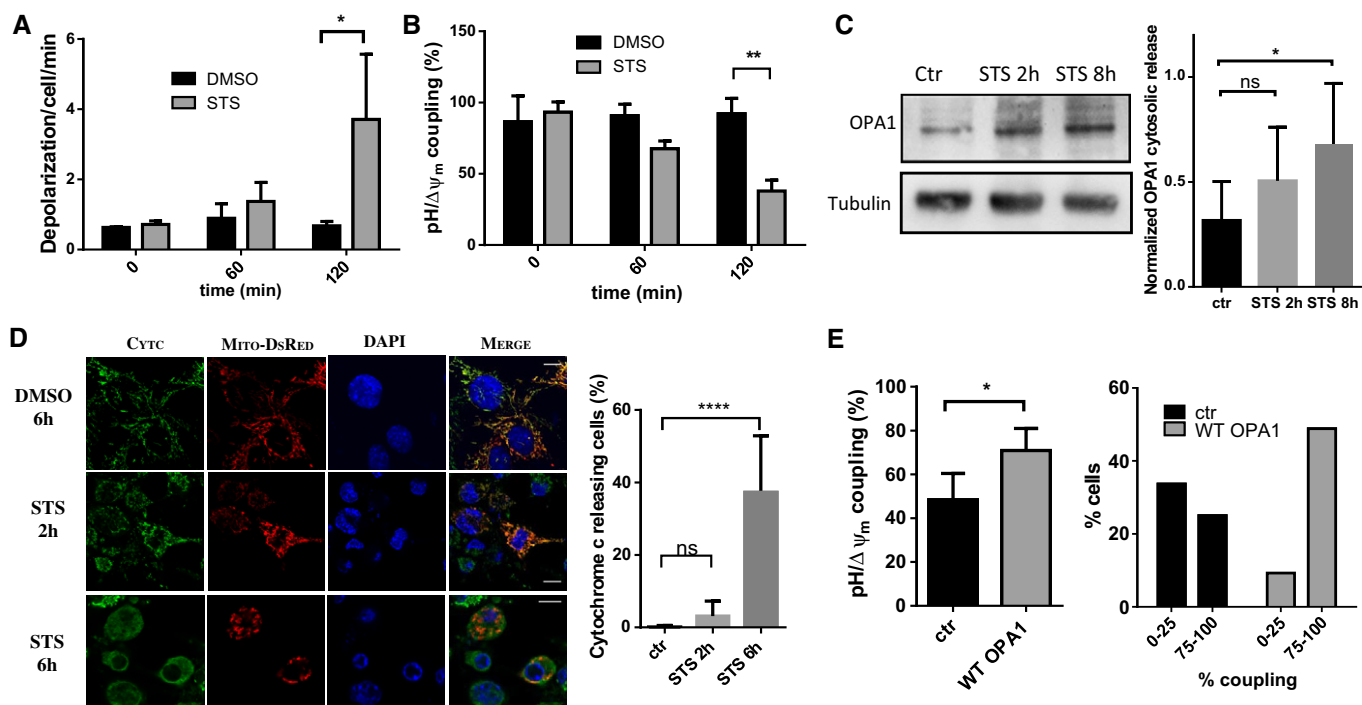 A
Depolarization/cell/min
6
4
2
0
DMSO
STS
*
0
60
120
time (min)
B
pH/Δψm coupling (%)
150
100
50
0
DMSO
STS
**
0
60
120
time (min)
C
Ctr
STS 2h
STS 8h
OPA1
Tubulin
Normalized OPA1 cytosolic release
1.0
0.5
0.0
*
ns
ctr
STS 2h
STS 8h
D
CYTC
MITO-DSRED
DAPI
MERGE
DMSO
6h
STS
2h
STS
6h
Cytochrome c releasing cells (%)
60
40
20
0
****
ns
ctr
STS 2h
STS 6h
E
pH/Δ ψm coupling (%)
100
80
60
40
20
0
*
ctr
WT OPA1
% cells
60
40
20
0
ctr
WT OPA1
0-25
75-100
0-25
75-100
% coupling